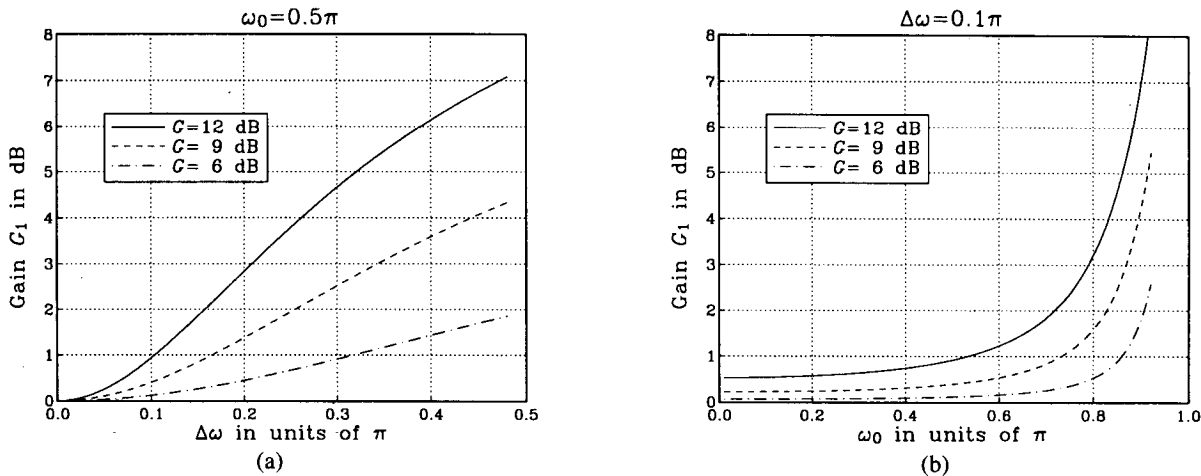 ω₀=0.5π
8
7
6
5
4
3
2
1
0
Gain G₁ in dB
G=12 dB
G= 9 dB
G= 6 dB
0.0 0.1 0.2 0.3 0.4 0.5
Δω in units of π
(a)
Δω=0.1π
8
7
6
5
4
3
2
1
0
Gain G₁ in dB
G=12 dB
G= 9 dB
G= 6 dB
0.0 0.2 0.4 0.6 0.8 1.0
ω₀ in units of π
(b)